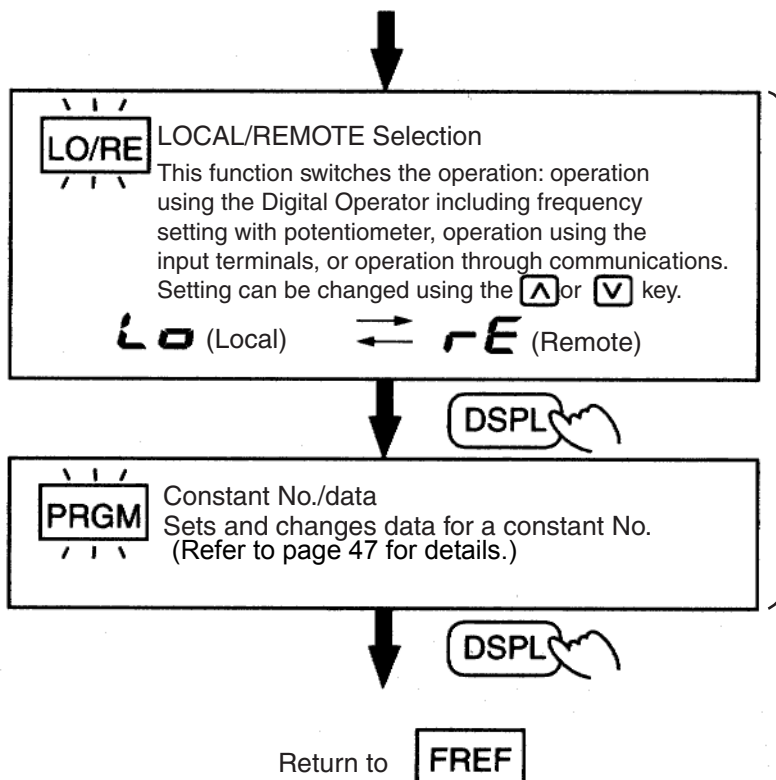 LO/RE LOCAL/REMOTE Selection
This function switches the operation: operation
using the Digital Operator including frequency
setting with potentiometer, operation using the
input terminals, or operation through communications.
Setting can be changed using the ∧ or ∨ key.
Lo (Local) rE (Remote)
DSPL
PRGM Constant No./data
Sets and changes data for a constant No.
(Refer to page 47 for details.)
DSPL
Return to FREF